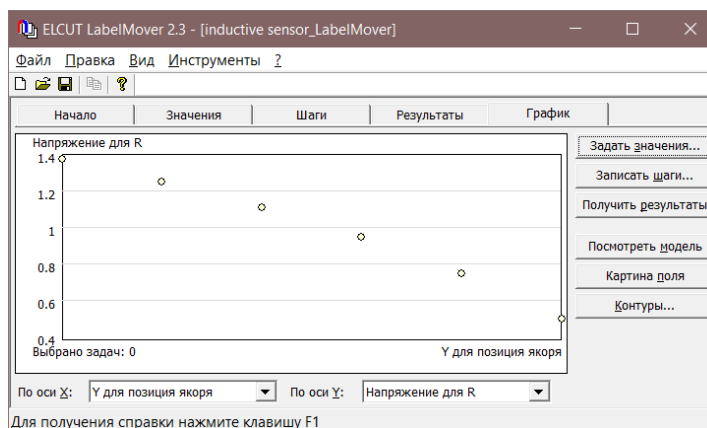 ELCUT LabelMover 2.3 - [inductive sensor_LabelMover]
Файл Правка Вид Инструменты ?
Начало Значения Шаги Результаты График
Напряжение для R
1.4
1.2
1
0.8
0.6
0.4
Выбрано задач: 0 Y для позиция якоря
Задать значения...
Записать шаги...
Получить результаты
Посмотреть модель
Картина поля
Контуры...
По оси X: Y для позиция якоря По оси Y: Напряжение для R
Для получения справки нажмите клавишу F1